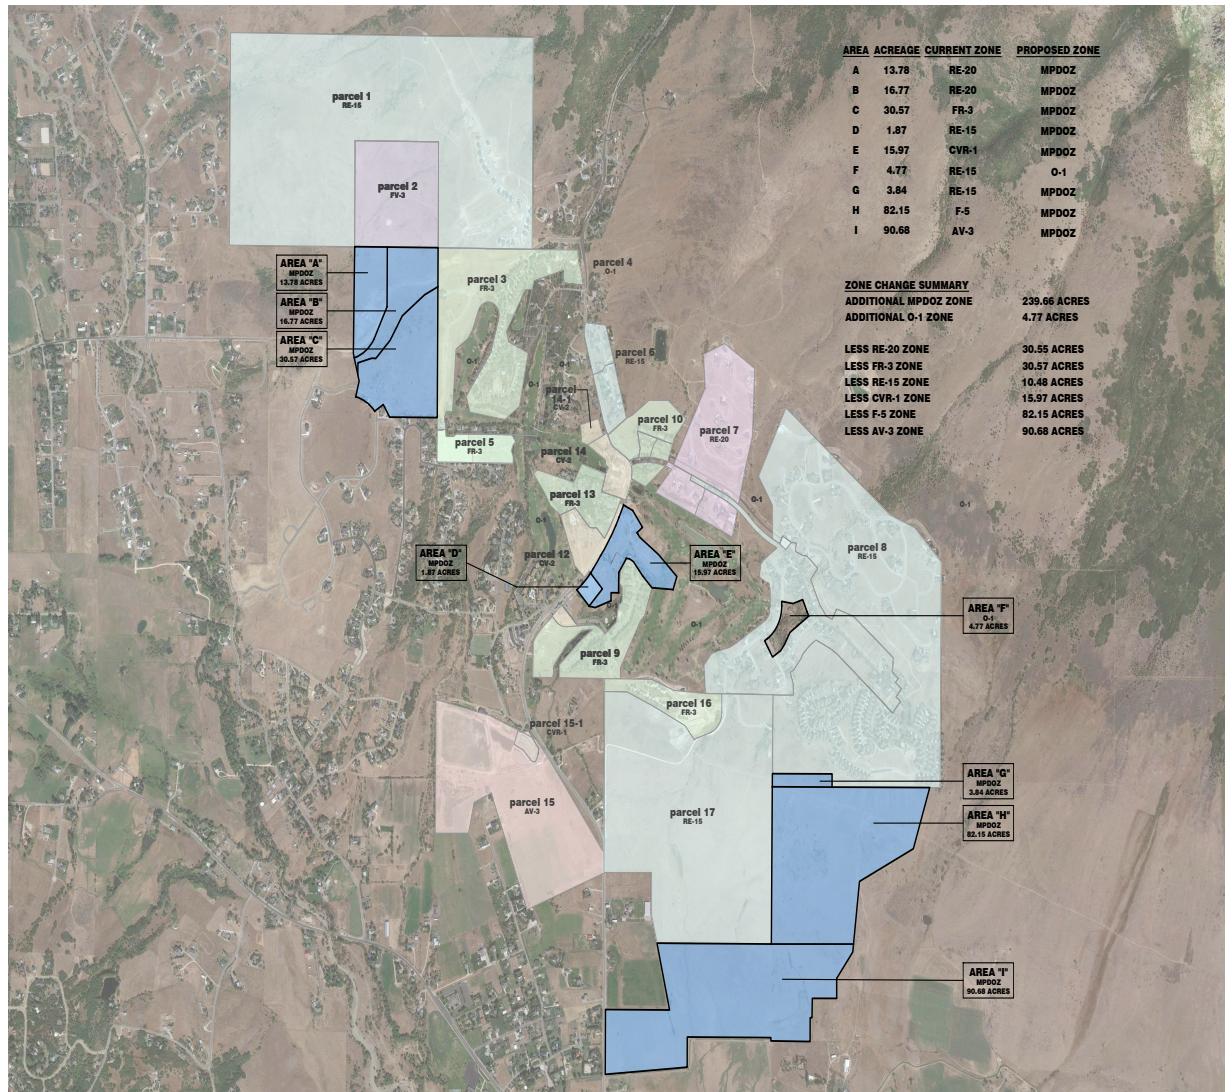 AREA ACREAGE CURRENT ZONE PROPOSED ZONE
A 13.78 RE-20 MPDOZ
B 16.77 RE-20 MPDOZ
C 30.57 FR-3 MPDOZ
D 1.87 RE-15 MPDOZ
E 15.97 CVR-1 MPDOZ
F 4.77 RE-15 O-1
G 3.84 RE-15 MPDOZ
H 82.15 F-5 MPDOZ
I 90.68 AV-3 MPDOZ
ZONE CHANGE SUMMARY
ADDITIONAL MPDOZ ZONE 239.66 ACRES
ADDITIONAL O-1 ZONE 4.77 ACRES
LESS RE-20 ZONE 30.55 ACRES
LESS FR-3 ZONE 30.57 ACRES
LESS RE-15 ZONE 10.48 ACRES
LESS CVR-1 ZONE 15.97 ACRES
LESS F-5 ZONE 82.15 ACRES
LESS AV-3 ZONE 90.68 ACRES
parcel 1
RE-15
parcel 2
FV-3
AREA "A"
MPDOZ
13.78 ACRES
AREA "B"
MPDOZ
16.77 ACRES
AREA "C"
MPDOZ
30.57 ACRES
parcel 3
FR-3
parcel 4
O-1
parcel 6
RE-15
O-1
O-1
O-1
parcel
14-1
CV-2
parcel 10
FR-3
parcel 7
RE-20
parcel 5
FR-3
parcel 14
CV-2
parcel 13
FR-3
O-1
O-1
O-1
parcel 12
CV-2
parcel 8
RE-15
AREA "D"
MPDOZ
1.87 ACRES
AREA "E"
MPDOZ
15.97 ACRES
O-1
O-1
AREA "F"
O-1
4.77 ACRES
parcel 9
FR-3
parcel 16
FR-3
parcel 15-1
CVR-1
parcel 15
AV-3
parcel 17
RE-15
AREA "G"
MPDOZ
3.84 ACRES
AREA "H"
MPDOZ
82.15 ACRES
AREA "I"
MPDOZ
90.68 ACRES